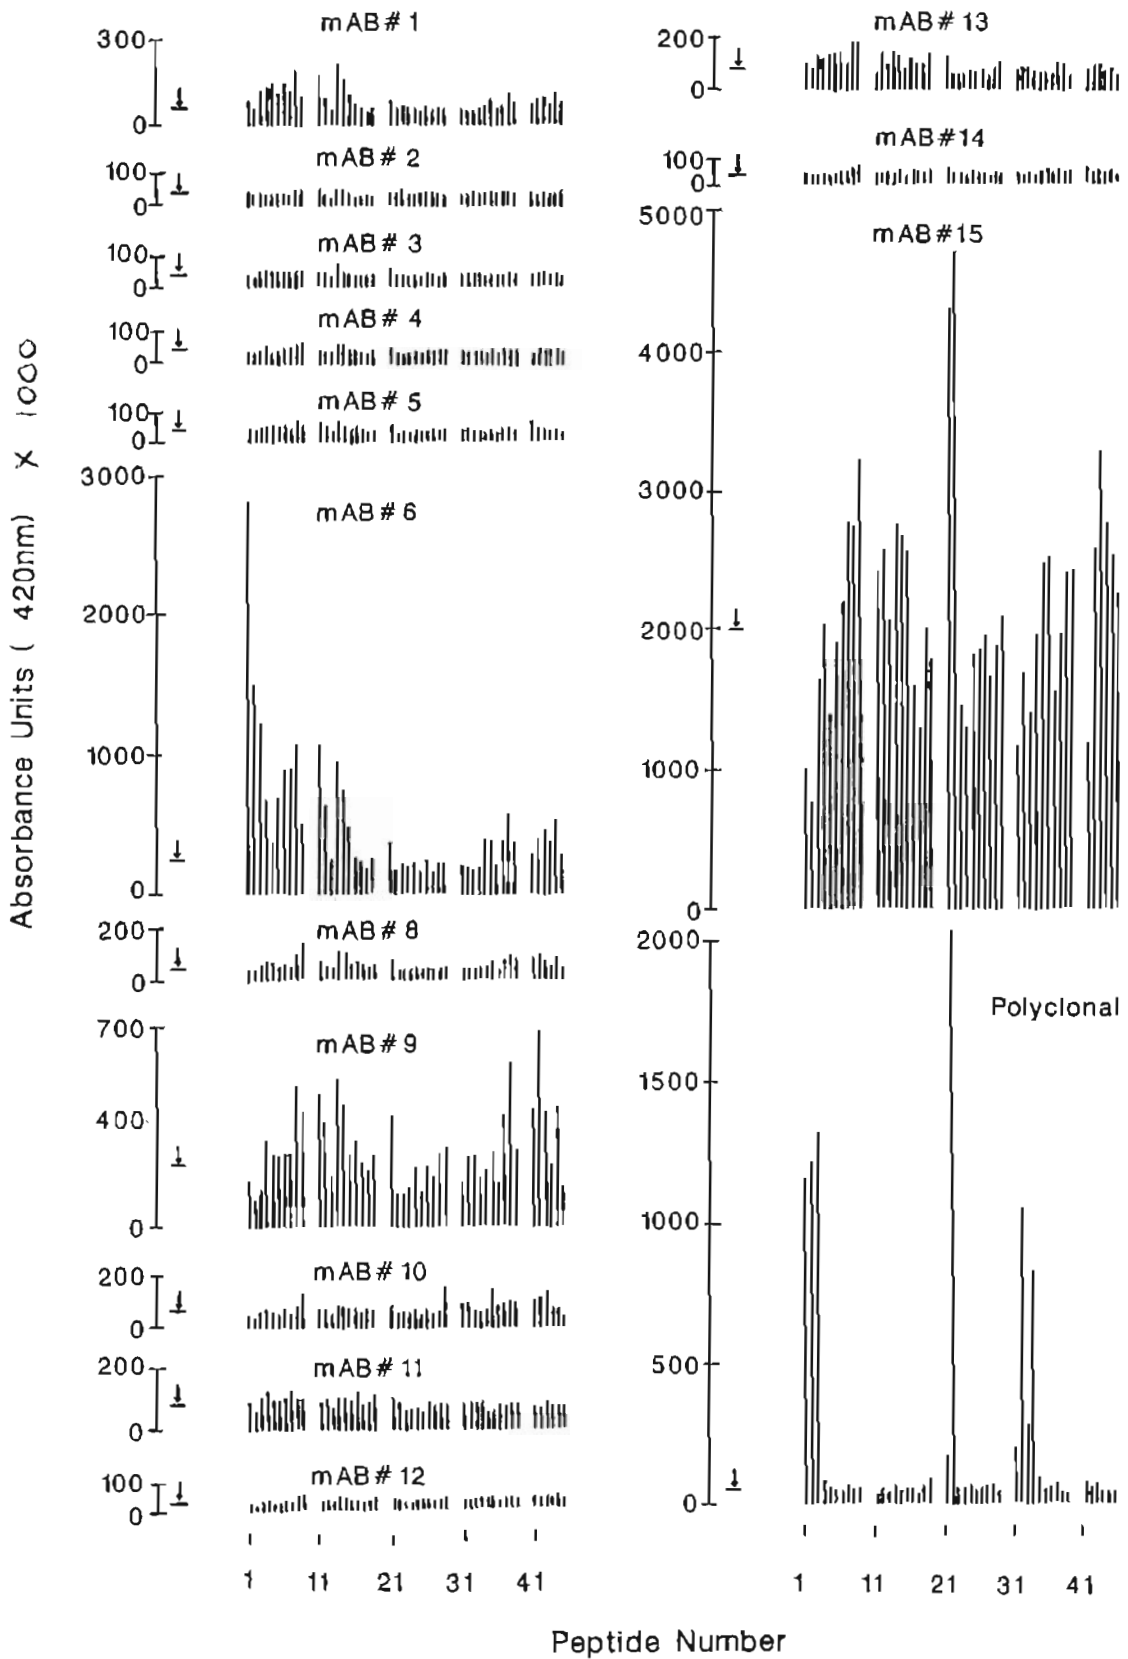 Absorbance Units ( 420nm) X 1000
mAB# 1
300
0
mAB# 2
100
0
mAB# 3
100
0
mAB# 4
100
0
mAB# 5
100
0
mAB# 6
3000
2000
1000
0
mAB# 8
200
0
mAB# 9
700
400
0
mAB# 10
200
0
mAB# 11
200
0
mAB# 12
100
0
1 11 21 31 41
mAB# 13
200
0
mAB#14
100
0
mAB#15
5000
4000
3000
2000
1000
0
Polyclonal
2000
1500
1000
500
0
1 11 21 31 41
Peptide Number